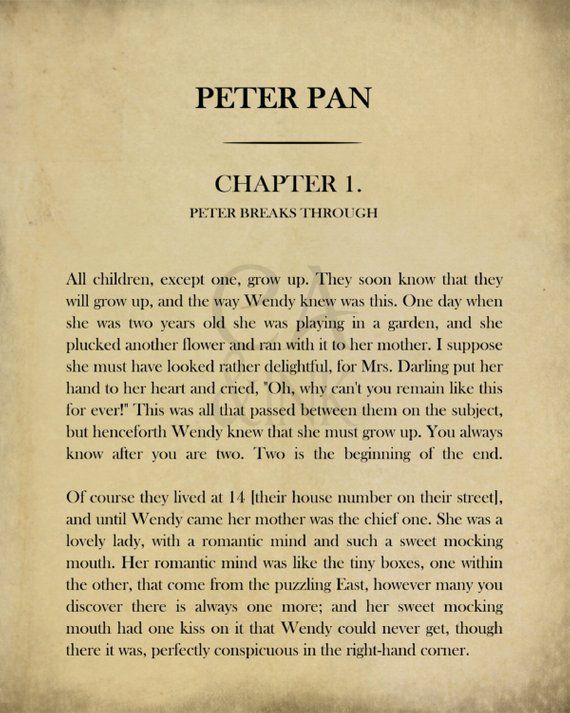 PETER PAN
CHAPTER 1.
PETER BREAKS THROUGH
All children, except one, grow up. They soon know that they
will grow up, and the way Wendy knew was this. One day when
she was two years old she was playing in a garden, and she
plucked another flower and ran with it to her mother. I suppose
she must have looked rather delightful, for Mrs. Darling put her
hand to her heart and cried, "Oh, why can't you remain like this
for ever!" This was all that passed between them on the subject,
but henceforth Wendy knew that she must grow up. You always
know after you are two. Two is the beginning of the end.
Of course they lived at 14 [their house number on their street],
and until Wendy came her mother was the chief one. She was a
lovely lady, with a romantic mind and such a sweet mocking
mouth. Her romantic mind was like the tiny boxes, one within
the other, that come from the puzzling East, however many you
discover there is always one more; and her sweet mocking
mouth had one kiss on it that Wendy could never get, though
there it was, perfectly conspicuous in the right-hand corner.